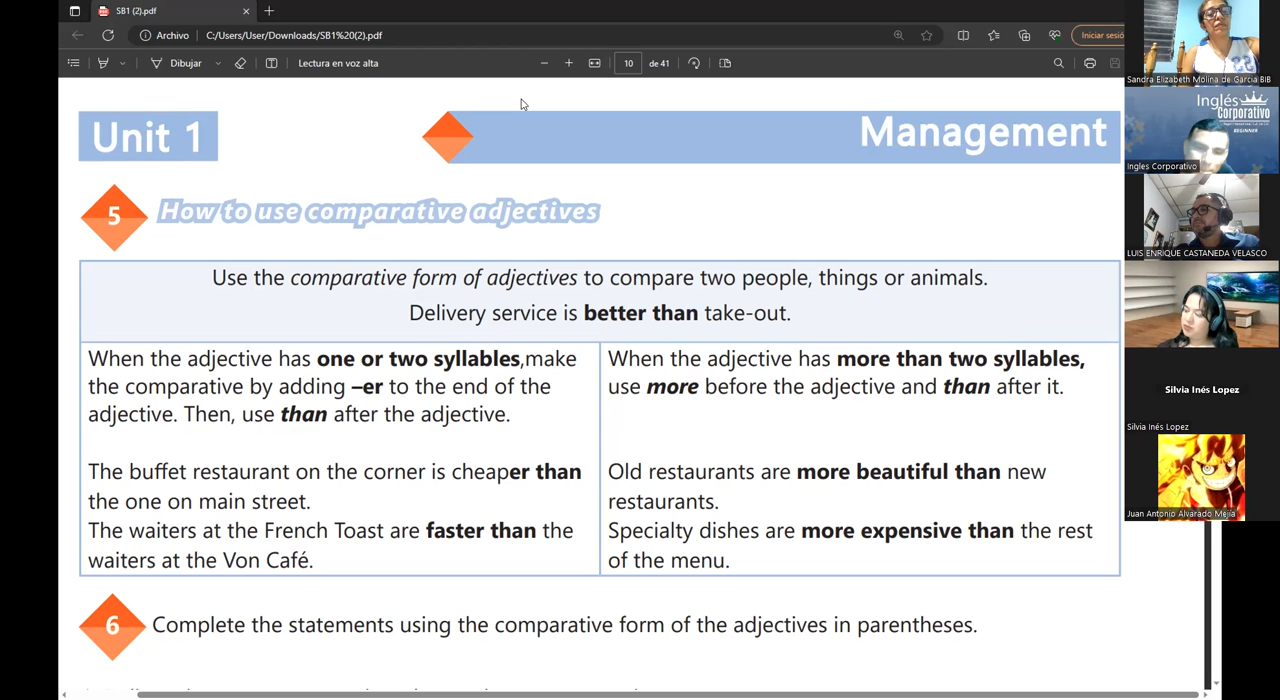 SB1 (2).pdf
Archivo C:/Users/User/Downloads/SB1%20(2).pdf
Iniciar sesió
Dibujar
Lectura en voz alta
10 de 41
Unit 1
Management
5 How to use comparative adjectives
Use the comparative form of adjectives to compare two people, things or animals.
Delivery service is better than take-out.
When the adjective has one or two syllables,make
the comparative by adding –er to the end of the
adjective. Then, use than after the adjective.
The buffet restaurant on the corner is cheaper than
the one on main street.
The waiters at the French Toast are faster than the
waiters at the Von Café.
When the adjective has more than two syllables,
use more before the adjective and than after it.
Old restaurants are more beautiful than new
restaurants.
Specialty dishes are more expensive than the rest
of the menu.
6 Complete the statements using the comparative form of the adjectives in parentheses.
Sandra Elizabeth Molina de Garcia BIB
Inglés
Corporativo
BEGINNER
Ingles Corporativo
LUIS ENRIQUE CASTANEDA VELASCO
Silvia Inés Lopez
Silvia Inés Lopez
Juan Antonio Alvarado Mejía